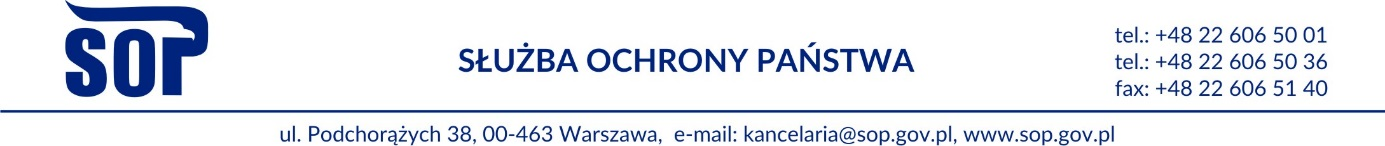 SOP
SŁUŻBA OCHRONY PAŃSTWA
tel.: +48 22 606 50 01
tel.: +48 22 606 50 36
fax: +48 22 606 51 40
ul. Podchorążych 38, 00-463 Warszawa, e-mail: kancelaria@sop.gov.pl, www.sop.gov.pl